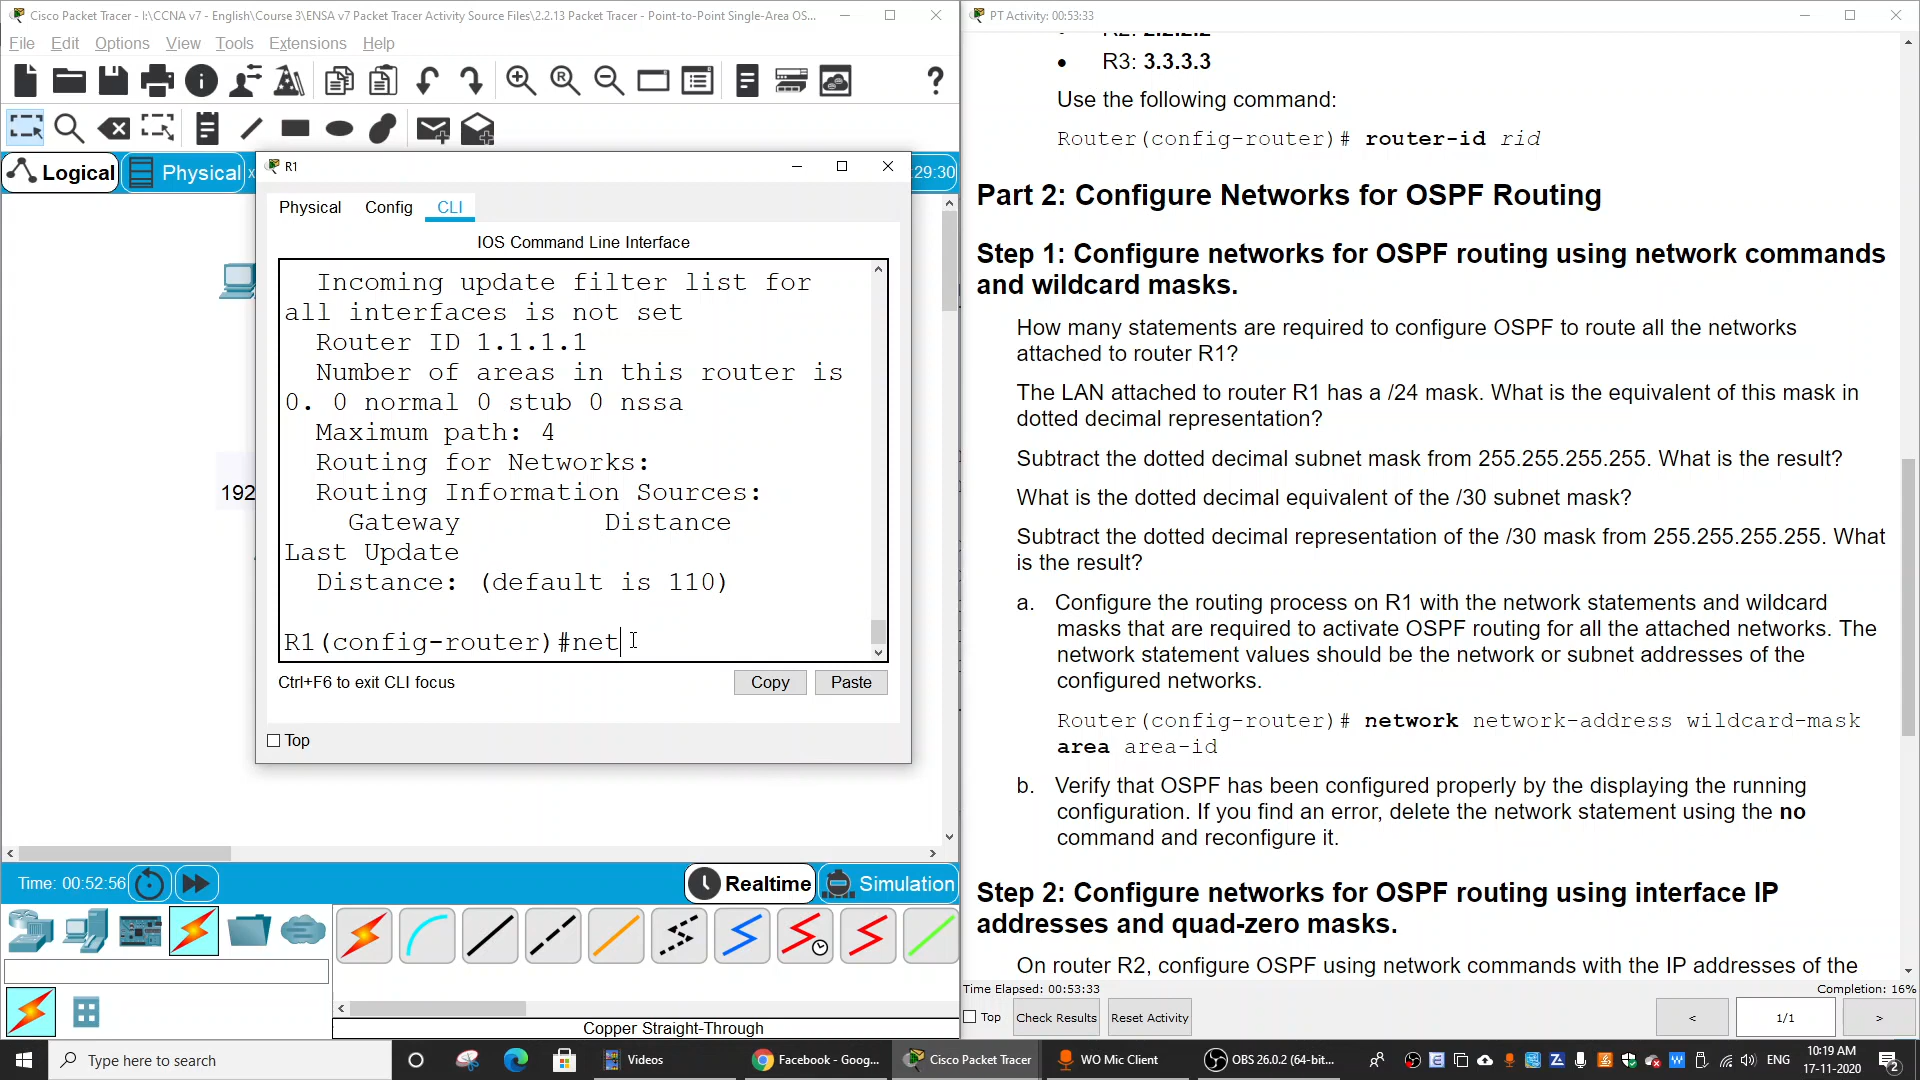 Cisco Packet Tracer - I:\CCNA v7 - English\Course 3\ENSA v7 Packet Tracer Activity Source Files\2.2.13 Packet Tracer - Point-to-Point Single-Area OS...
File Edit Options View Tools Extensions Help
Logical
Physical
x
:29:30
R1
Physical Config CLI
IOS Command Line Interface
Incoming update filter list for
all interfaces is not set
Router ID 1.1.1.1
Number of areas in this router is
0. 0 normal 0 stub 0 nssa
Maximum path: 4
Routing for Networks:
Routing Information Sources:
Gateway Distance
Last Update
Distance: (default is 110)
R1(config-router)#net
Ctrl+F6 to exit CLI focus
Copy
Paste
Top
192
Time: 00:52:56
Realtime
Simulation
Copper Straight-Through
PT Activity: 00:53:33
R2: 2.2.2.2
• R3: 3.3.3.3
Use the following command:
Router(config-router)# router-id rid
Part 2: Configure Networks for OSPF Routing
Step 1: Configure networks for OSPF routing using network commands
and wildcard masks.
How many statements are required to configure OSPF to route all the networks
attached to router R1?
The LAN attached to router R1 has a /24 mask. What is the equivalent of this mask in
dotted decimal representation?
Subtract the dotted decimal subnet mask from 255.255.255.255. What is the result?
What is the dotted decimal equivalent of the /30 subnet mask?
Subtract the dotted decimal representation of the /30 mask from 255.255.255.255. What
is the result?
a. Configure the routing process on R1 with the network statements and wildcard
masks that are required to activate OSPF routing for all the attached networks. The
network statement values should be the network or subnet addresses of the
configured networks.
Router(config-router)# network network-address wildcard-mask
area area-id
b. Verify that OSPF has been configured properly by the displaying the running
configuration. If you find an error, delete the network statement using the no
command and reconfigure it.
Step 2: Configure networks for OSPF routing using interface IP
addresses and quad-zero masks.
On router R2, configure OSPF using network commands with the IP addresses of the
Time Elapsed: 00:53:33
Completion: 16%
Top
Check Results
Reset Activity
<
1/1
>
Type here to search
Videos
Facebook - Goog...
Cisco Packet Tracer
WO Mic Client
OBS 26.0.2 (64-bit...
ENG
10:19 AM
17-11-2020
2